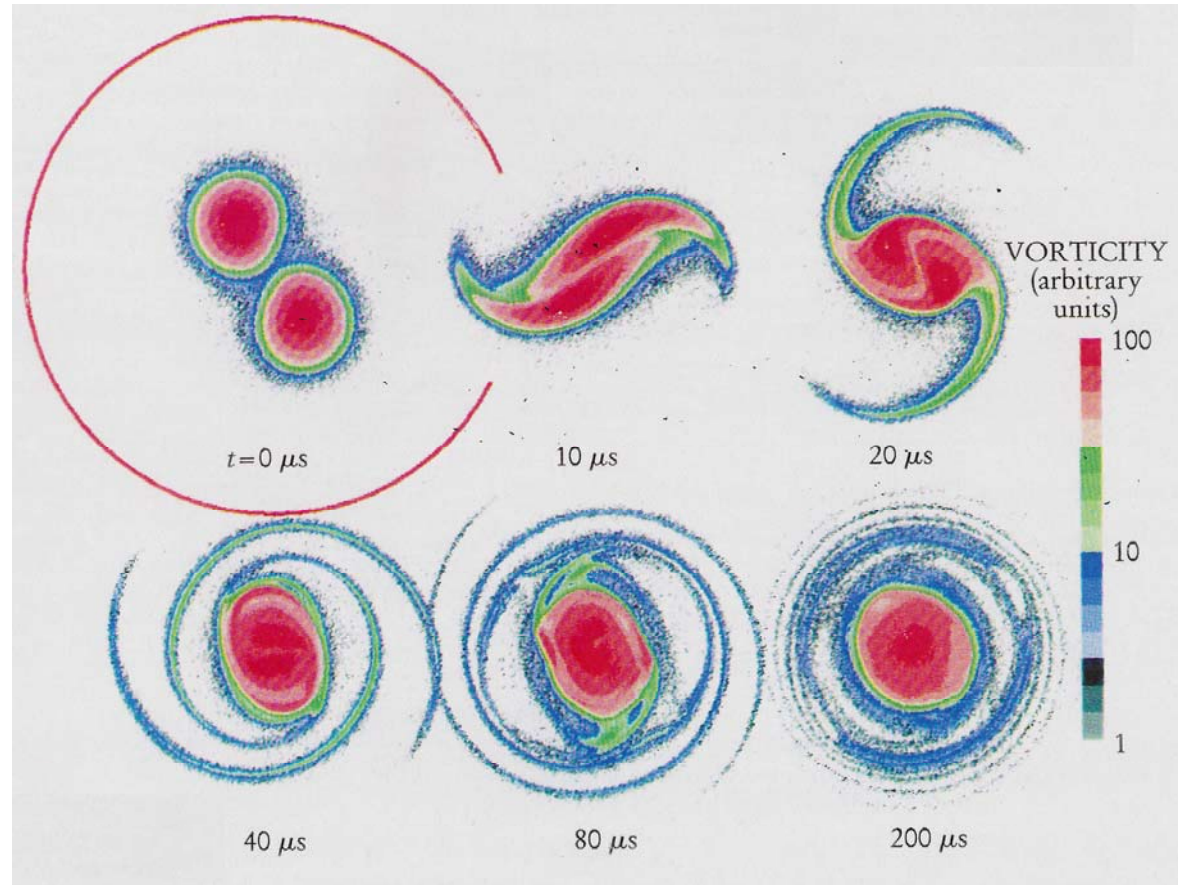 t=0 μs
10 μs
20 μs
VORTICITY
(arbitrary
units)
100
10
1
40 μs
80 μs
200 μs